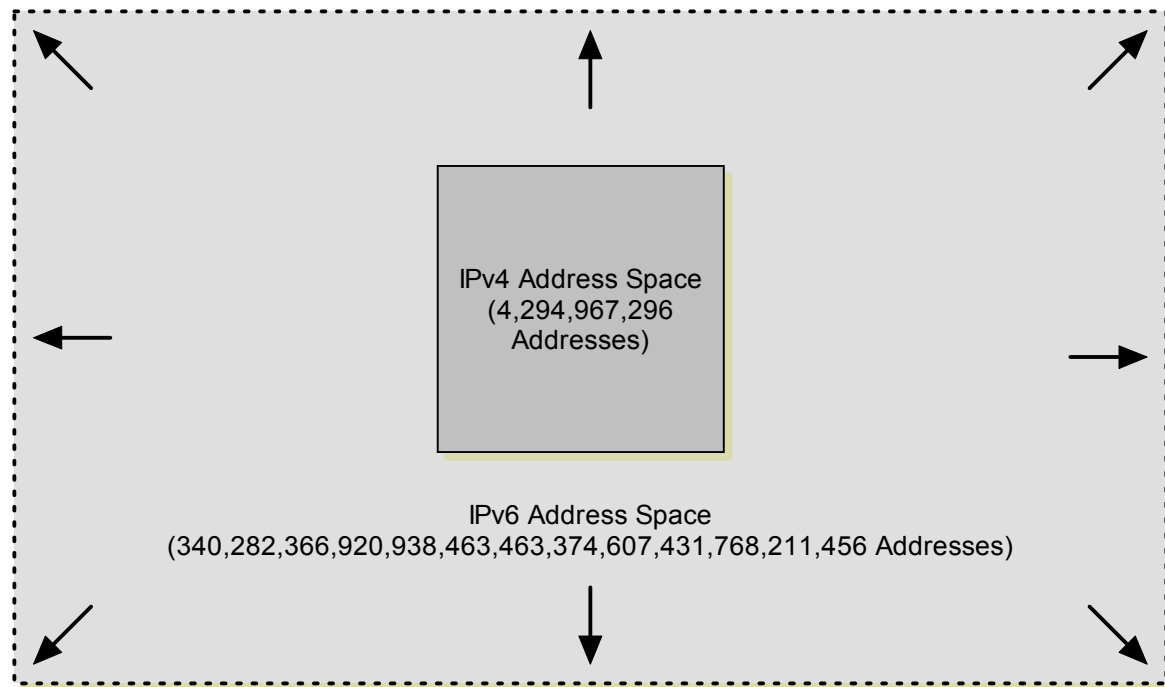 IPv4 Address Space
(4,294,967,296
Addresses)
IPv6 Address Space
(340,282,366,920,938,463,463,374,607,431,768,211,456 Addresses)